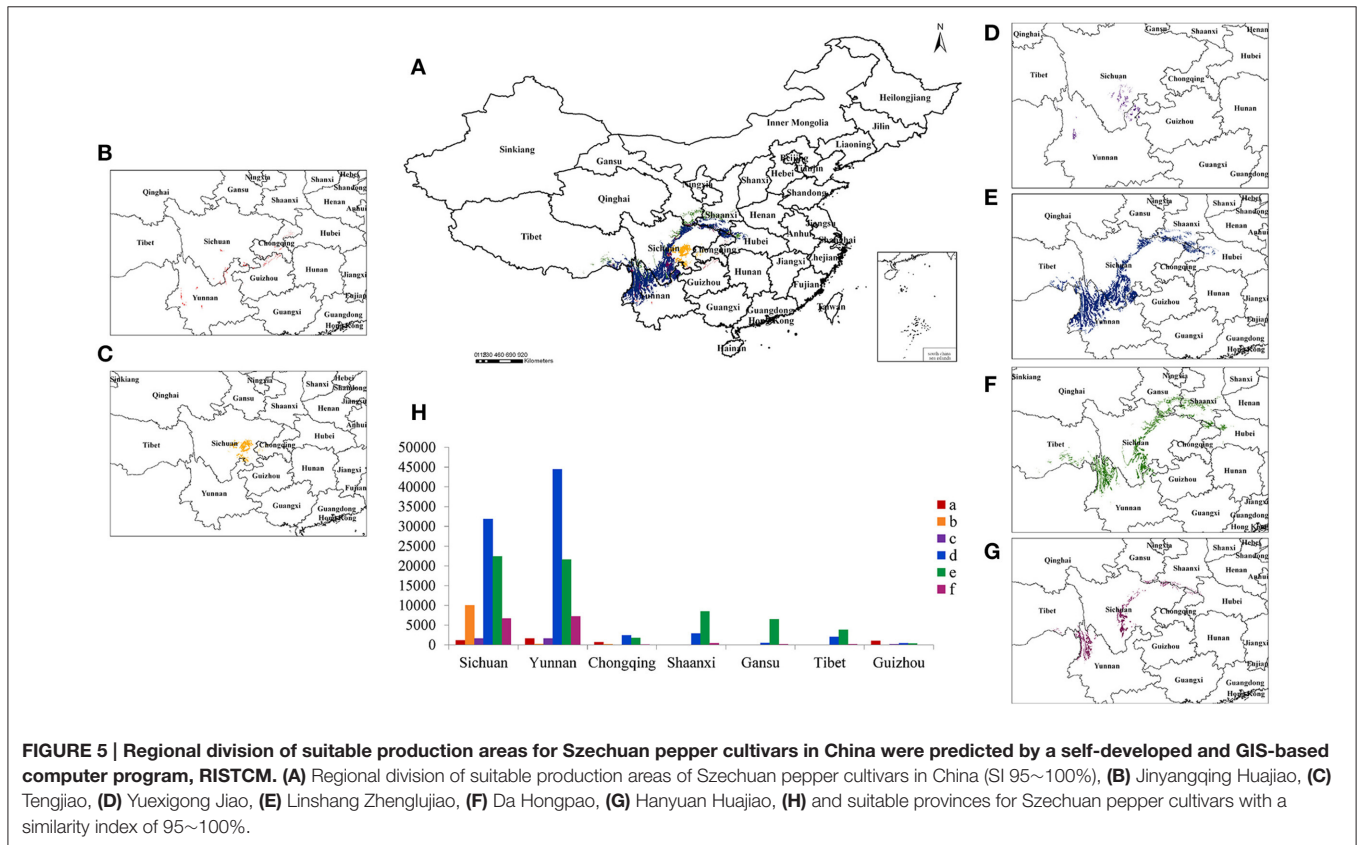 A
N
Heilongjiang
Inner Mongolia
Jilin
Liaoning
Sinkiang
Gansu
Beijing
Tianjin
Hebei
Shanxi
Ningxia
Shandong
Qinghai
Shaanxi
Henan
Jiangsu
Tibet
Anhui
Shanghai
Hubei
Sichuan
Chongqing
Zhejiang
Jiangxi
Hunan
Guizhou
Fujian
Yunnan
Guangxi
Guangdong
Taiwan
Hong Kong
Hainan
Kilometers
B
Ningxia
Hebei
Shanxi
Shandong
Qinghai
Gansu
Shaanxi
Henan
Anhui
Tibet
Sichuan
Chongqing
Hubei
Hunan
Jiangxi
Guizhou
Yunnan
Fujian
Guangxi
Guangdong
Hong Kong
C
Sinkiang
Ningxia
Shanxi
Hebei
Shandong
Qinghai
Gansu
Shaanxi
Henan
Jiangsu
Anhui
Tibet
Sichuan
Chongqing
Hubei
Guizhou
Hunan
Jiangxi
Yunnan
Fujian
Guangxi
Guangdong
Hong Kong
D
Qinghai
Gansu
Shaanxi
Henan
Hubei
Tibet
Sichuan
Chongqing
Hunan
Guizhou
Yunnan
Guangxi
Guangdong
E
Ningxia
Shanxi
Hebei
Shandong
Qinghai
Gansu
Shaanxi
Henan
Anhui
Tibet
Sichuan
Chongqing
Hubei
Guizhou
Hunan
Jiangxi
Yunnan
Fujian
Guangxi
Guangdong
Hong Kong
F
Sinkiang
Ningxia
Shanxi
Qinghai
Gansu
Shaanxi
Henan
Tibet
Sichuan
Chongqing
Hubei
Guizhou
Hunan
Yunnan
Jiangxi
Guangxi
Guangdong
G
Ningxia
Shanxi
Hebei
Shandong
Qinghai
Gansu
Shaanxi
Henan
Anhui
Tibet
Sichuan
Chongqing
Hubei
Guizhou
Hunan
Jiangxi
Yunnan
Fujian
Guangxi
Guangdong
Hong Kong
H
50000
45000
40000
35000
30000
25000
20000
15000
10000
5000
0
Sichuan Yunnan Chongqing Shaanxi Gansu Tibet Guizhou
a
b
c
d
e
f
FIGURE 5 | Regional division of suitable production areas for Szechuan pepper cultivars in China were predicted by a self-developed and GIS-based
computer program, RISTCM. (A) Regional division of suitable production areas of Szechuan pepper cultivars in China (SI 95~100%), (B) Jinyangqing Huajiao, (C)
Tengjiao, (D) Yuexigong Jiao, (E) Linshang Zhenglujiao, (F) Da Hongpao, (G) Hanyuan Huajiao, (H) and suitable provinces for Szechuan pepper cultivars with a
similarity index of 95~100%.